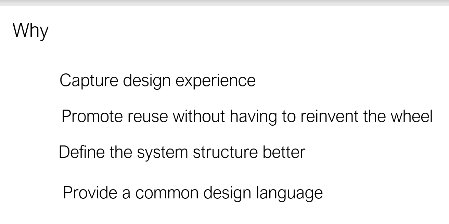 Why
Capture design experience
Promote reuse without having to reinvent the wheel
Define the system structure better
Provide a common design language